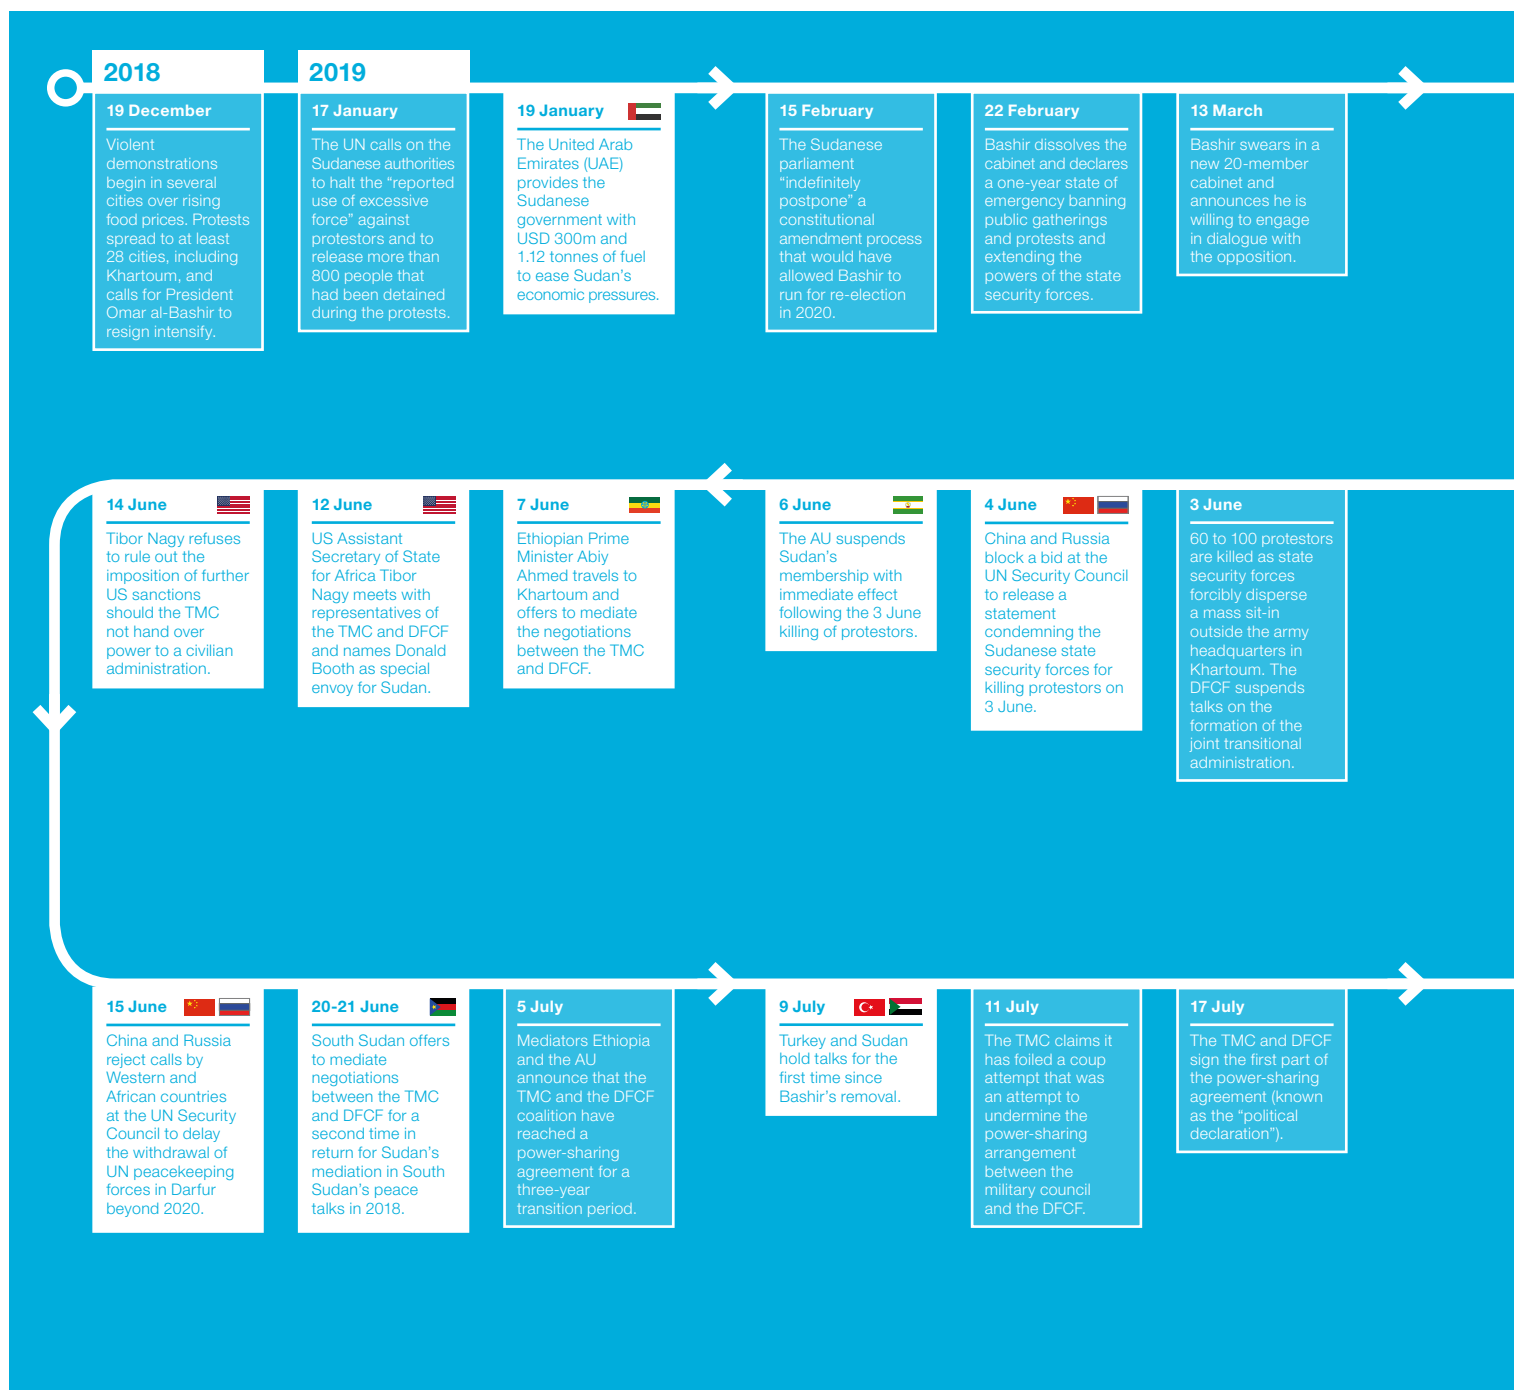 2018
19 December
Violent
demonstrations
begin in several
cities over rising
food prices. Protests
spread to at least
28 cities, including
Khartoum, and
calls for President
Omar al-Bashir to
resign intensify.
2019
17 January
The UN calls on the
Sudanese authorities
to halt the “reported
use of excessive
force” against
protestors and to
release more than
800 people that
had been detained
during the protests.
19 January
The United Arab
Emirates (UAE)
provides the
Sudanese
government with
USD 300m and
1.12 tonnes of fuel
to ease Sudan’s
economic pressures.
15 February
The Sudanese
parliament
“indefinitely
postpone” a
constitutional
amendment process
that would have
allowed Bashir to
run for re-election
in 2020.
22 February
Bashir dissolves the
cabinet and declares
a one-year state of
emergency banning
public gatherings
and protests and
extending the
powers of the state
security forces.
13 March
Bashir swears in a
new 20-member
cabinet and
announces he is
willing to engage
in dialogue with
the opposition.
3 June
60 to 100 protestors
are killed as state
security forces
forcibly disperse
a mass sit-in
outside the army
headquarters in
Khartoum. The
DFCF suspends
talks on the
formation of the
joint transitional
administration.
4 June
China and Russia
block a bid at the
UN Security Council
to release a
statement
condemning the
Sudanese state
security forces for
killing protestors on
3 June.
6 June
The AU suspends
Sudan’s
membership with
immediate effect
following the 3 June
killing of protestors.
7 June
Ethiopian Prime
Minister Abiy
Ahmed travels to
Khartoum and
offers to mediate
the negotiations
between the TMC
and DFCF.
12 June
US Assistant
Secretary of State
for Africa Tibor
Nagy meets with
representatives of
the TMC and DFCF
and names Donald
Booth as special
envoy for Sudan.
14 June
Tibor Nagy refuses
to rule out the
imposition of further
US sanctions
should the TMC
not hand over
power to a civilian
administration.
15 June
China and Russia
reject calls by
Western and
African countries
at the UN Security
Council to delay
the withdrawal of
UN peacekeeping
forces in Darfur
beyond 2020.
20-21 June
South Sudan offers
to mediate
negotiations
between the TMC
and DFCF for a
second time in
return for Sudan’s
mediation in South
Sudan’s peace
talks in 2018.
5 July
Mediators Ethiopia
and the AU
announce that the
TMC and the DFCF
coalition have
reached a
power-sharing
agreement for a
three-year
transition period.
9 July
Turkey and Sudan
hold talks for the
first time since
Bashir’s removal.
11 July
The TMC claims it
has foiled a coup
attempt that was
an attempt to
undermine the
power-sharing
arrangement
between the
military council
and the DFCF.
17 July
The TMC and DFCF
sign the first part of
the power-sharing
agreement (known
as the “political
declaration”).